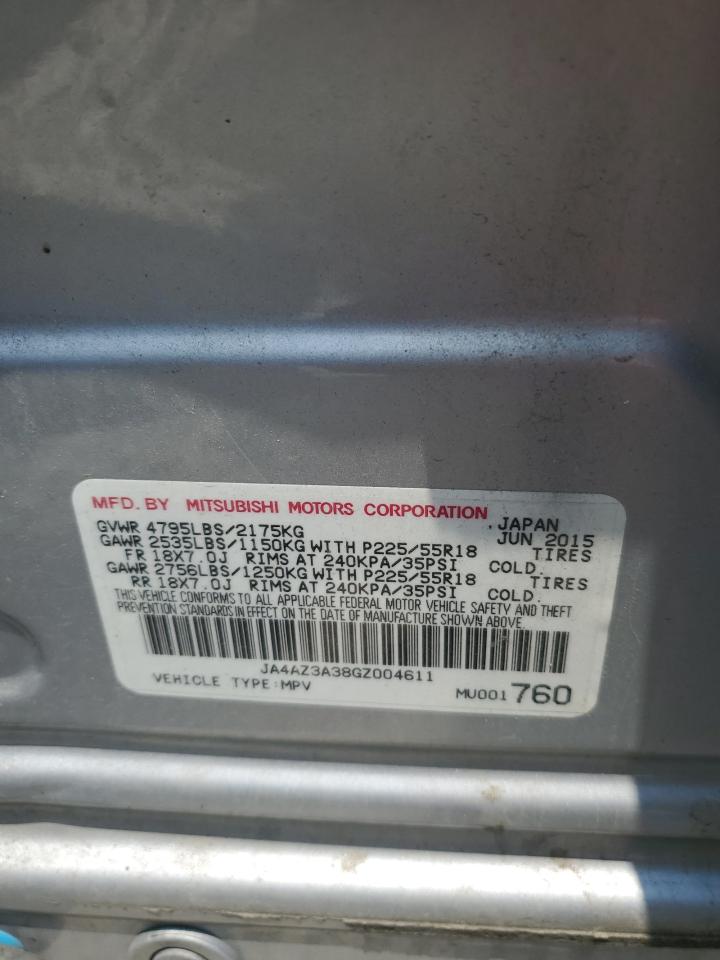 MFD. BY MITSUBISHI MOTORS CORPORATION , JAPAN
GVWR 4795LBS/2175KG JUN 2015
GAWR 2535LBS/1150KG WITH P225/55R18 TIRES
FR 18X7.0J RIMS AT 240KPA/35PSI COLD.
GAWR 2756LBS/1250KG WITH P225/55R18 TIRES
RR 18X7.0J RIMS AT 240KPA/35PSI COLD.
THIS VEHICLE CONFORMS TO ALL APPLICABLE FEDERAL MOTOR VEHICLE SAFETY AND THEFT
PREVENTION STANDARDS IN EFFECT ON THE DATE OF MANUFACTURE SHOWN ABOVE.
JA4AZ3A38GZ004611
VEHICLE TYPE:MPV MU001760